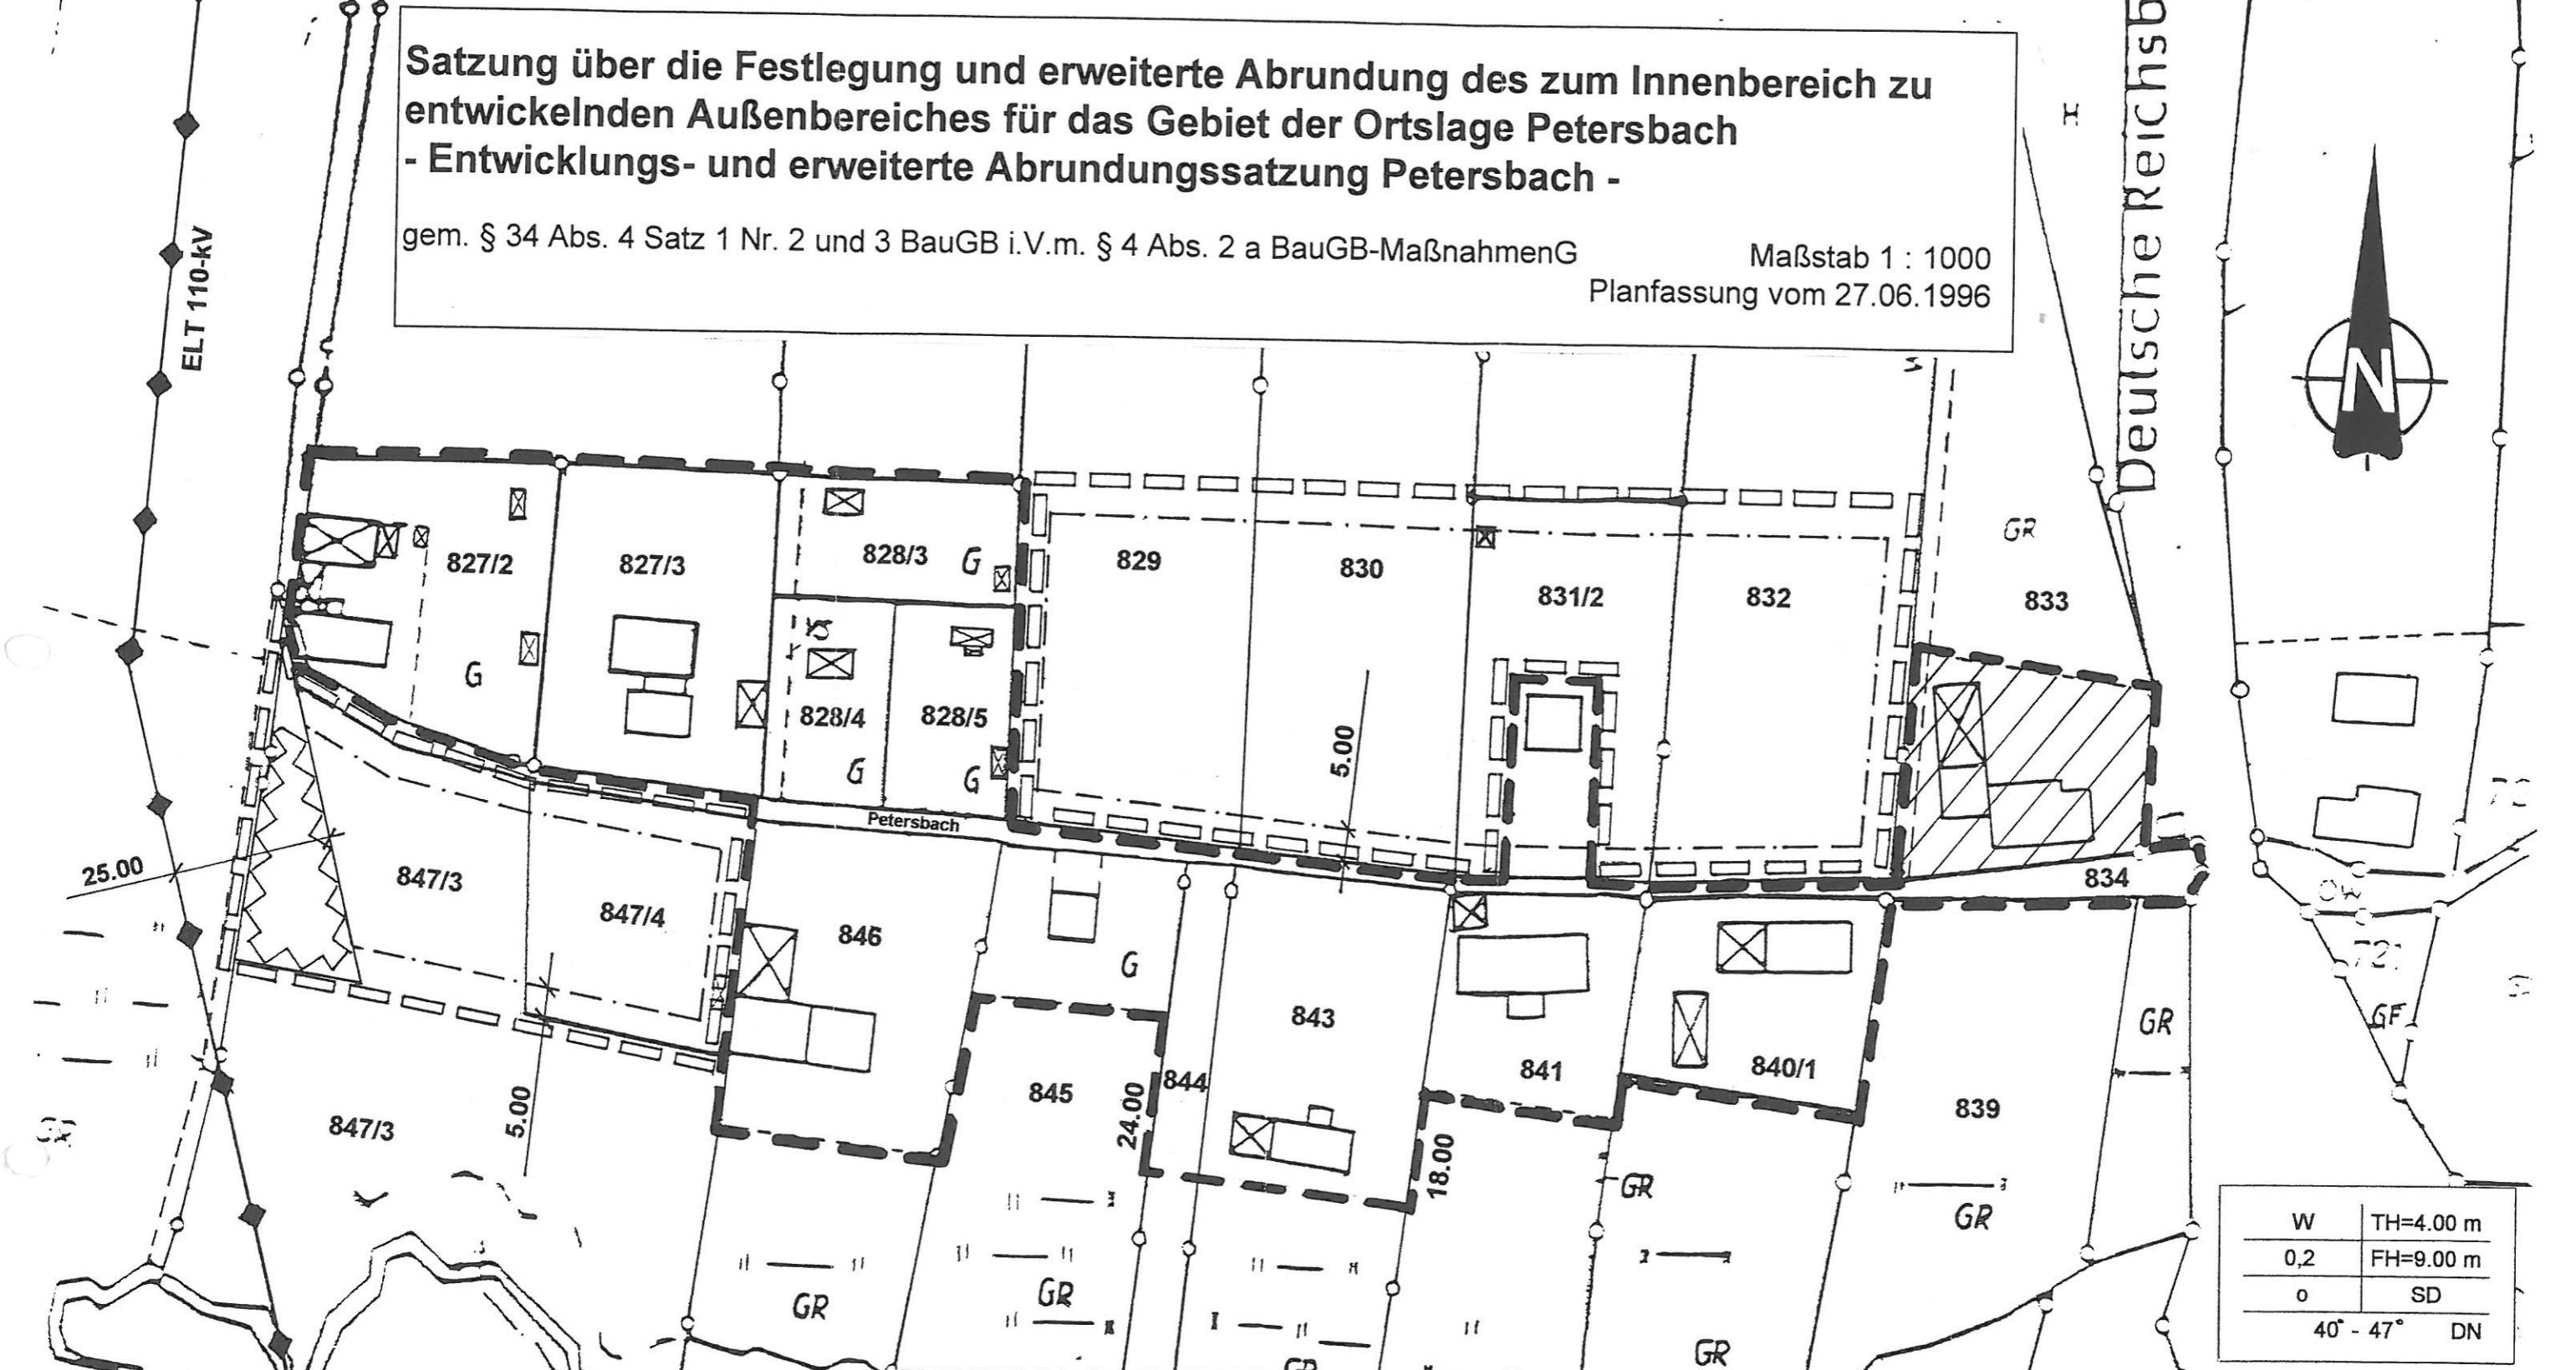 Satzung über die Festlegung und erweiterte Abrundung des zum Innenbereich zu
entwickelnden Außenbereiches für das Gebiet der Ortslage Petersbach
- Entwicklungs- und erweiterte Abrundungssatzung Petersbach -
gem. § 34 Abs. 4 Satz 1 Nr. 2 und 3 BauGB i.V.m. § 4 Abs. 2 a BauGB-MaßnahmenG
Maßstab 1 : 1000
Planfassung vom 27.06.1996
ELT 110-kV
Deutsche Reichsb
H
N
GR
827/2
827/3
828/3
G
829
830
831/2
832
833
G
828/4
828/5
G
G
5.00
Petersbach
834
25.00
847/3
847/4
846
G
843
841
840/1
721
GF
GR
845
844
24.00
839
847/3
5.00
GR
18.00
GR
GR
GR
GR
GR
GR
W
TH=4.00 m
0,2
FH=9.00 m
o
SD
40° - 47°
DN